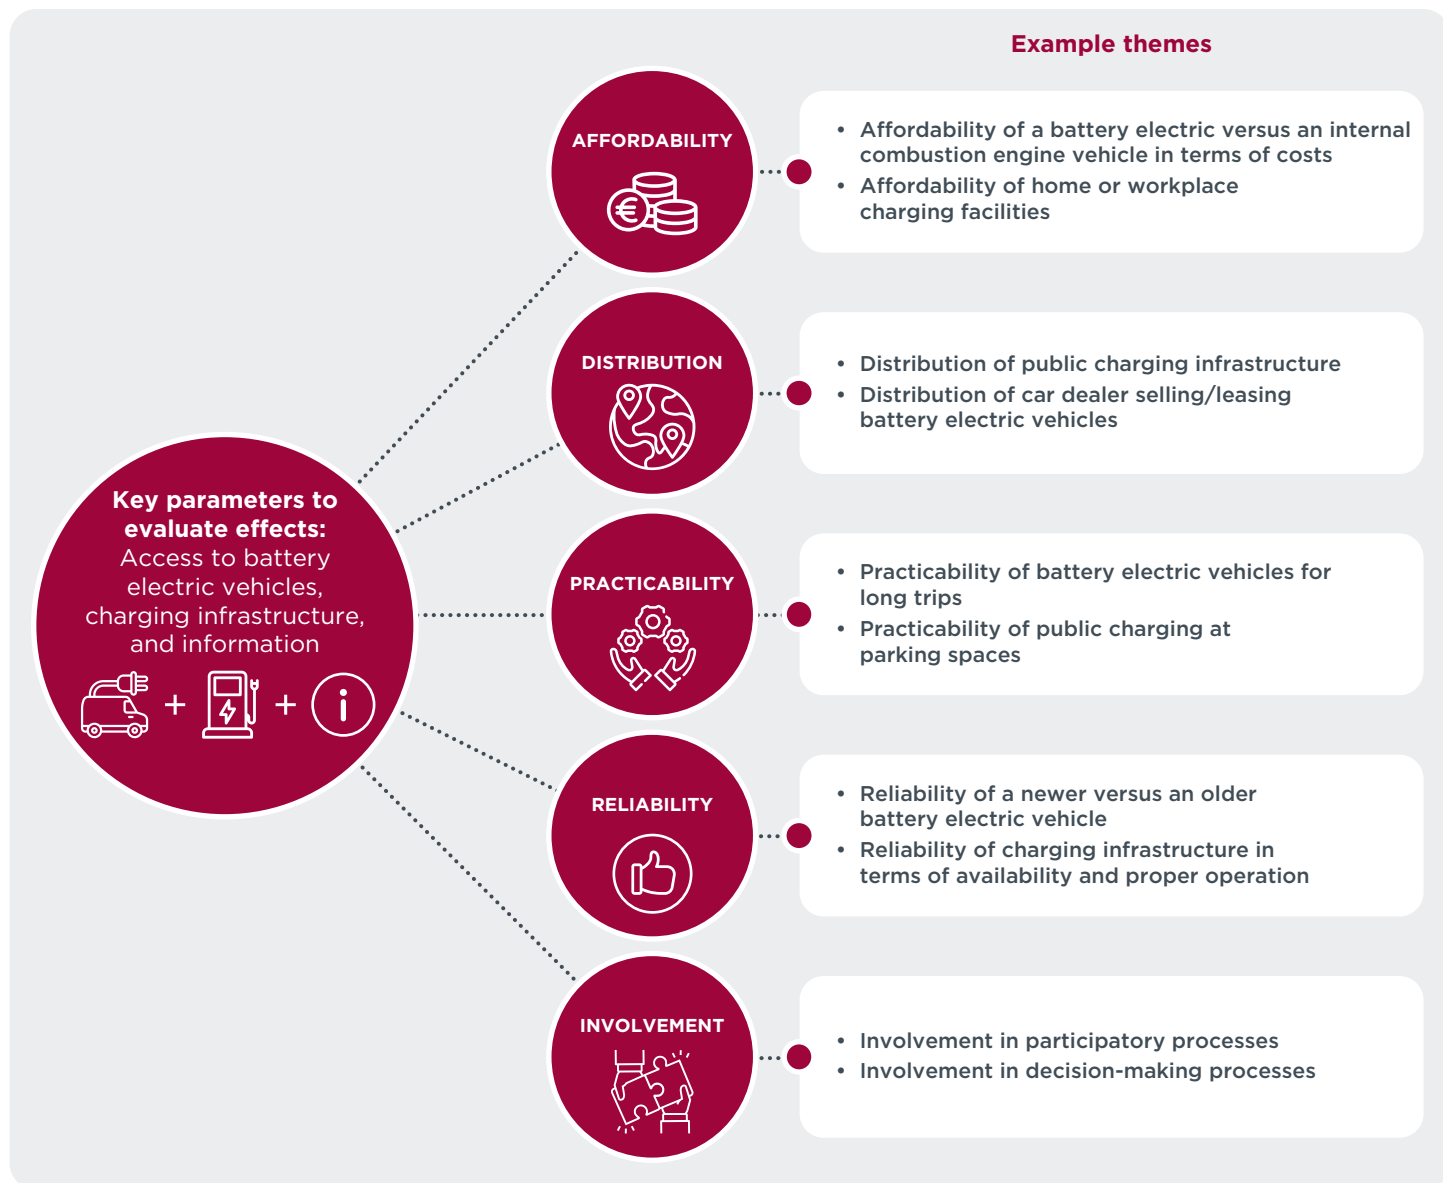 Example themes
Key parameters to
evaluate effects:
Access to battery
electric vehicles,
charging infrastructure,
and information
+ +
i
AFFORDABILITY
€
• Affordability of a battery electric versus an internal
combustion engine vehicle in terms of costs
• Affordability of home or workplace
charging facilities
DISTRIBUTION
• Distribution of public charging infrastructure
• Distribution of car dealer selling/leasing
battery electric vehicles
PRACTICABILITY
• Practicability of battery electric vehicles for
long trips
• Practicability of public charging at
parking spaces
RELIABILITY
• Reliability of a newer versus an older
battery electric vehicle
• Reliability of charging infrastructure in
terms of availability and proper operation
INVOLVEMENT
• Involvement in participatory processes
• Involvement in decision-making processes